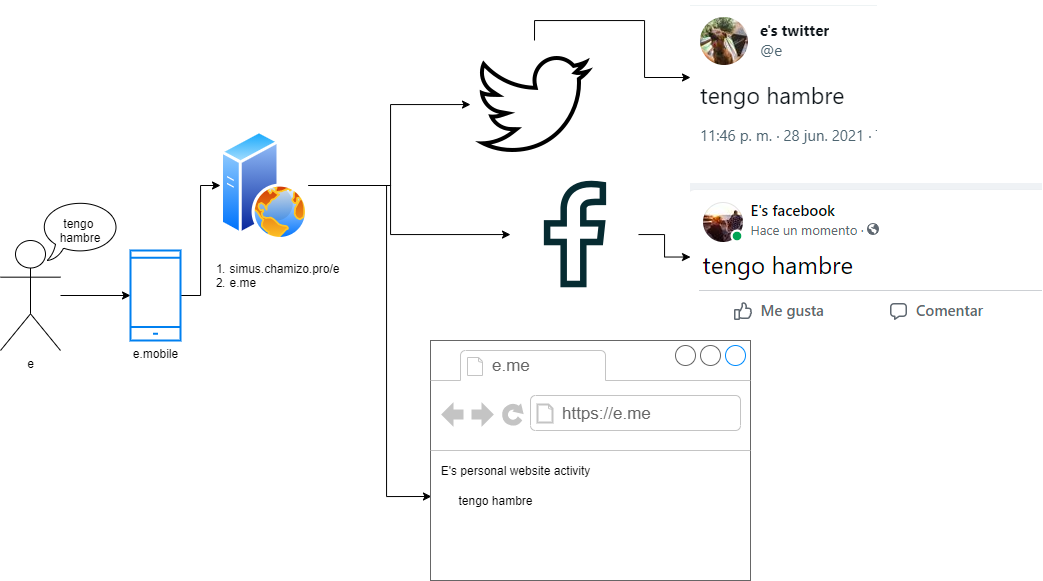 tengo
hambre
e
e.mobile
1. simus.chamizo.pro/e
2. e.me
e's twitter
@e
tengo hambre
11:46 p. m. · 28 jun. 2021 ·
E's facebook
Hace un momento ·
tengo hambre
Me gusta
Comentar
e.me
https://e.me
E's personal website activity
tengo hambre